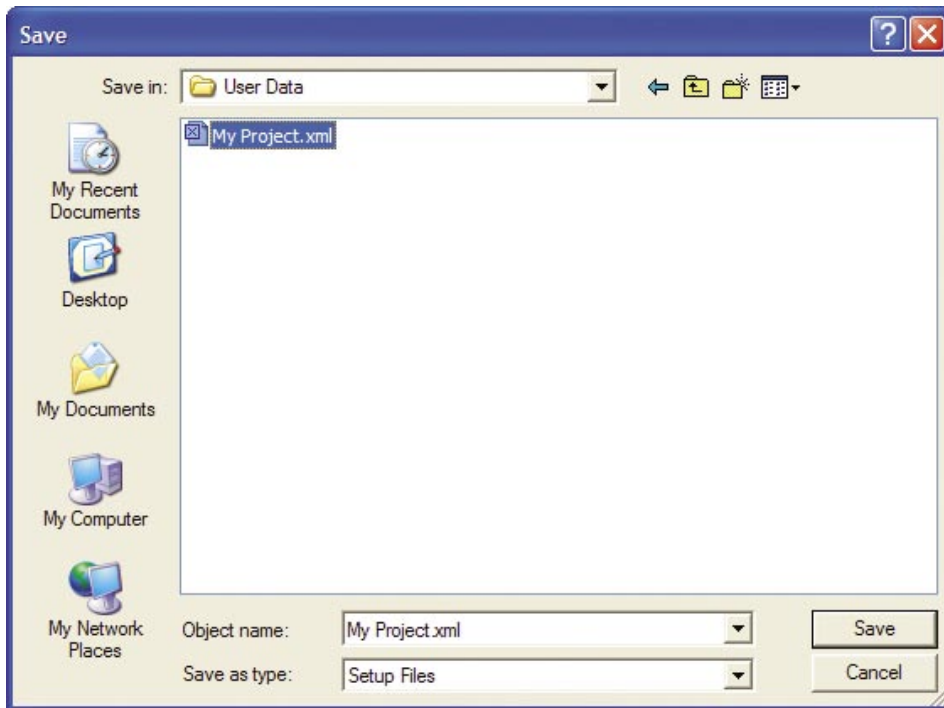 Save
Save in: User Data
My Project.xml
My Recent
Documents
Desktop
My Documents
My Computer
My Network
Places
Object name: My Project.xml Save
Save as type: Setup Files Cancel